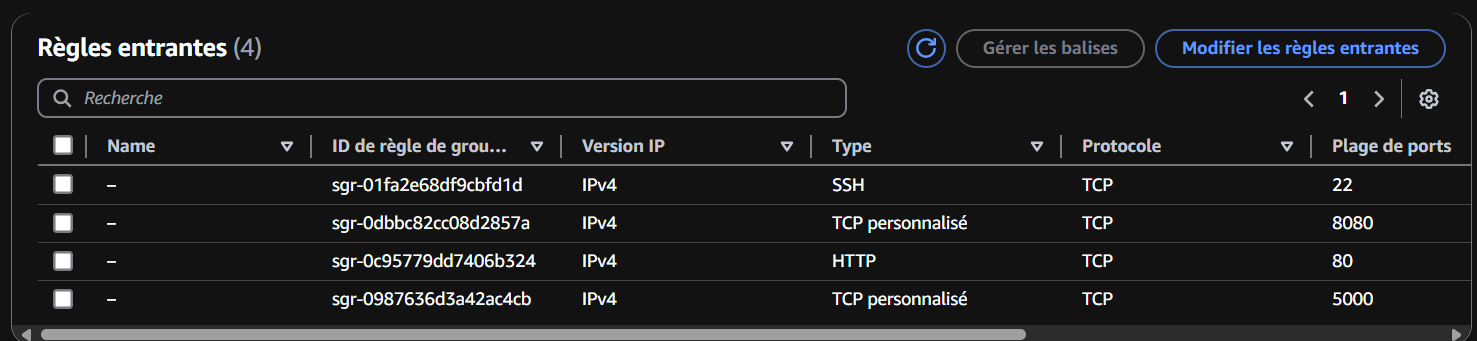 Règles entrantes (4)
Gérer les balises
Modifier les règles entrantes
Recherche
1
Name ID de règle de grou... Version IP Type Protocole Plage de ports
– sgr-01fa2e68df9cbfd1d IPv4 SSH TCP 22
– sgr-0dbbc82cc08d2857a IPv4 TCP personnalisé TCP 8080
– sgr-0c95779dd7406b324 IPv4 HTTP TCP 80
– sgr-0987636d3a42ac4cb IPv4 TCP personnalisé TCP 5000